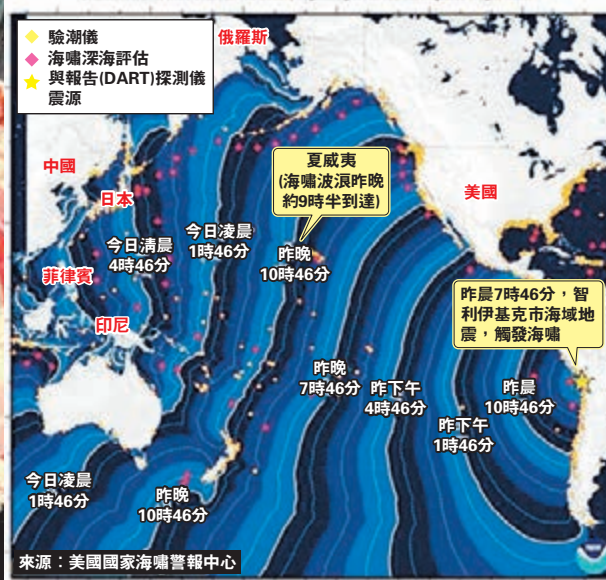 驗潮儀
海嘯深海評估
與報告(DART)探測儀
震源
俄羅斯
中國
日本
菲律賓
印尼
美國
夏威夷
(海嘯波浪昨晚
約9時半到達)
今日清晨
4時46分
今日凌晨
1時46分
昨晚
10時46分
昨晨7時46分，智
利伊基克市海域地
震，觸發海嘯
昨晚
7時46分
昨下午
4時46分
昨下午
1時46分
昨晨
10時46分
今日凌晨
1時46分
昨晚
10時46分
來源：美國國家海嘯警報中心